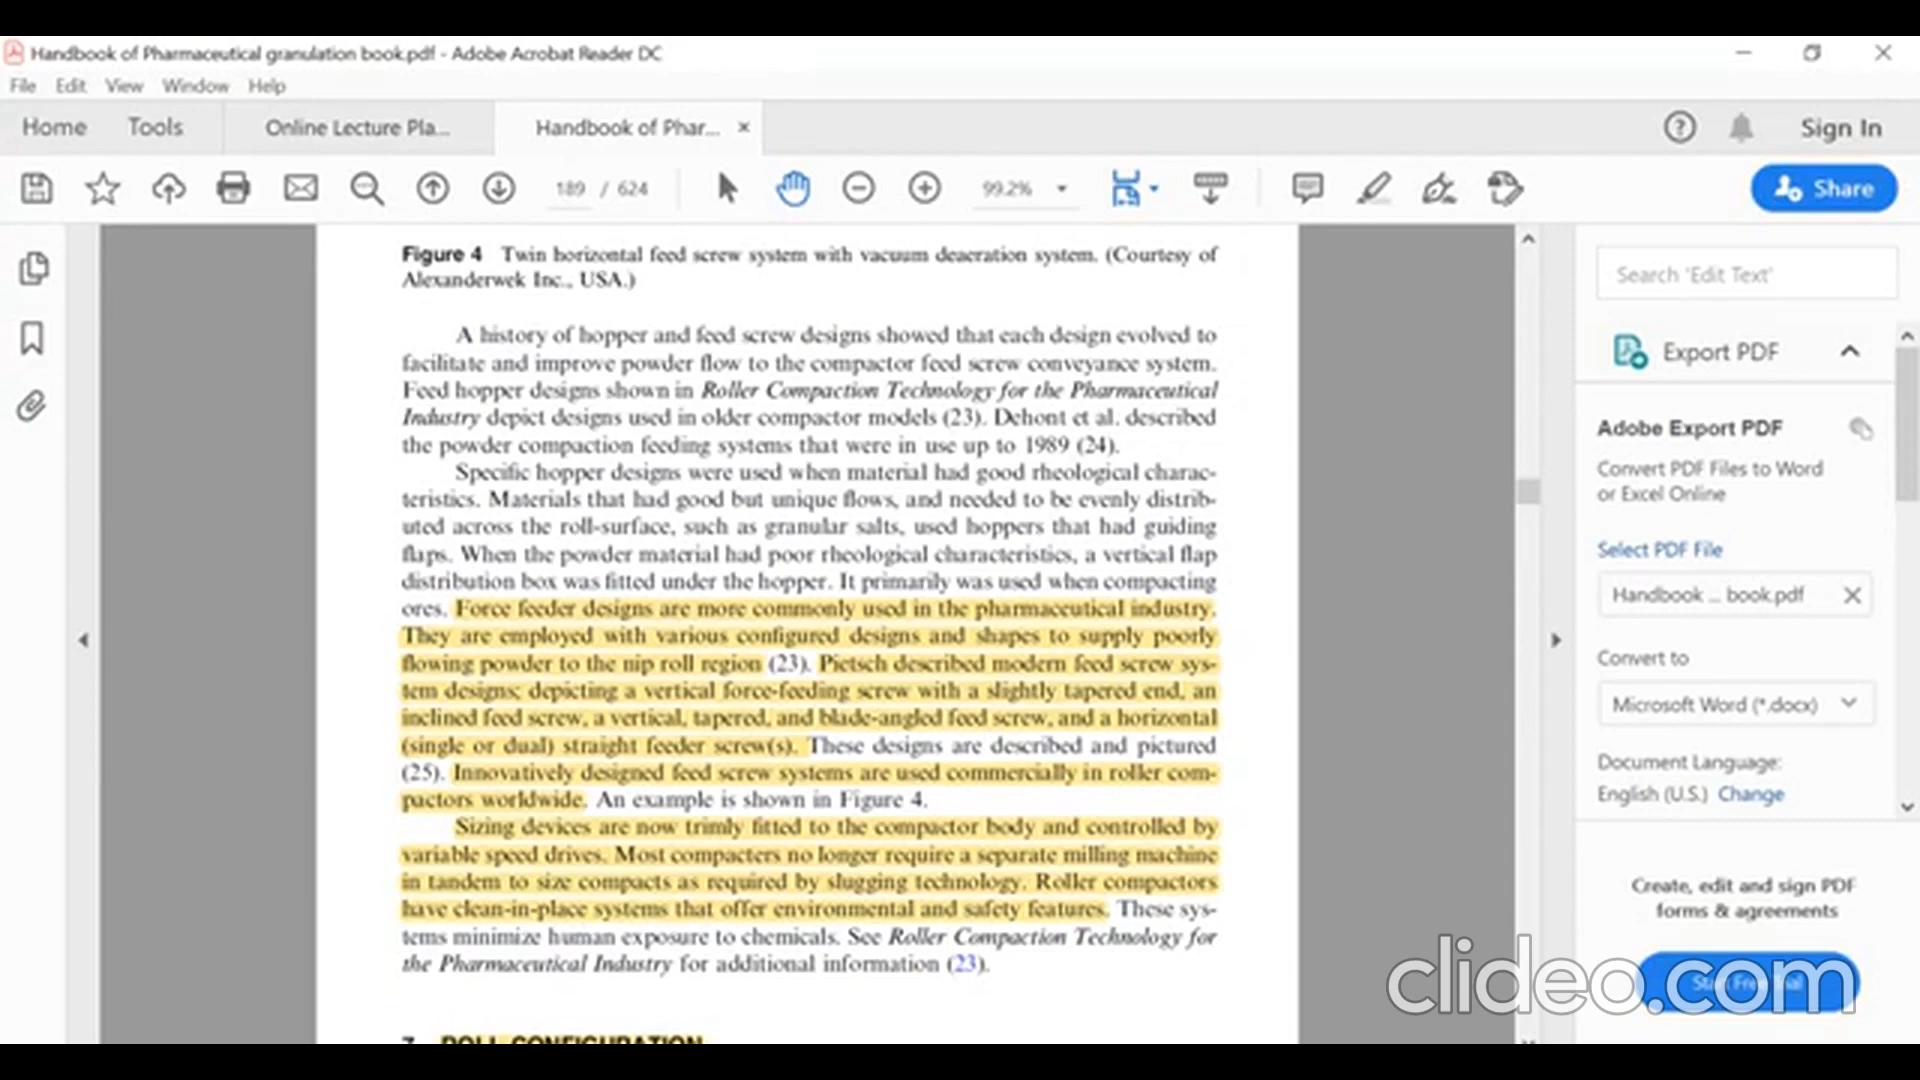 Handbook of Pharmaceutical granulation book.pdf - Adobe Acrobat Reader DC
File Edit View Window Help
Home Tools Online Lecture Pla... Handbook of Phar... ×
Sign In
189 / 624
99.2%
Share
Figure 4 Twin horizontal feed screw system with vacuum deaeration system. (Courtesy of
Alexanderwek Inc., USA.)
A history of hopper and feed screw designs showed that each design evolved to
facilitate and improve powder flow to the compactor feed screw conveyance system.
Feed hopper designs shown in Roller Compaction Technology for the Pharmaceutical
Industry depict designs used in older compactor models (23). Dehont et al. described
the powder compaction feeding systems that were in use up to 1989 (24).
Specific hopper designs were used when material had good rheological charac-
teristics. Materials that had good but unique flows, and needed to be evenly distrib-
uted across the roll-surface, such as granular salts, used hoppers that had guiding
flaps. When the powder material had poor rheological characteristics, a vertical flap
distribution box was fitted under the hopper. It primarily was used when compacting
ores. Force feeder designs are more commonly used in the pharmaceutical industry.
They are employed with various configured designs and shapes to supply poorly
flowing powder to the nip roll region (23). Pietsch described modern feed screw sys-
tem designs; depicting a vertical force-feeding screw with a slightly tapered end, an
inclined feed screw, a vertical, tapered, and blade-angled feed screw, and a horizontal
(single or dual) straight feeder screw(s). These designs are described and pictured
(25). Innovatively designed feed screw systems are used commercially in roller com-
pactors worldwide. An example is shown in Figure 4.
Sizing devices are now trimly fitted to the compactor body and controlled by
variable speed drives. Most compacters no longer require a separate milling machine
in tandem to size compacts as required by slugging technology. Roller compactors
have clean-in-place systems that offer environmental and safety features. These sys-
tems minimize human exposure to chemicals. See Roller Compaction Technology for
the Pharmaceutical Industry for additional information (23).
7 ROLL CONFIGURATION
Search 'Edit Text'
Export PDF
Adobe Export PDF
Convert PDF Files to Word
or Excel Online
Select PDF File
Handbook ... book.pdf
Convert to
Microsoft Word (*.docx)
Document Language:
English (U.S.) Change
Create, edit and sign PDF
forms & agreements
Start Free Trial
clideo.com